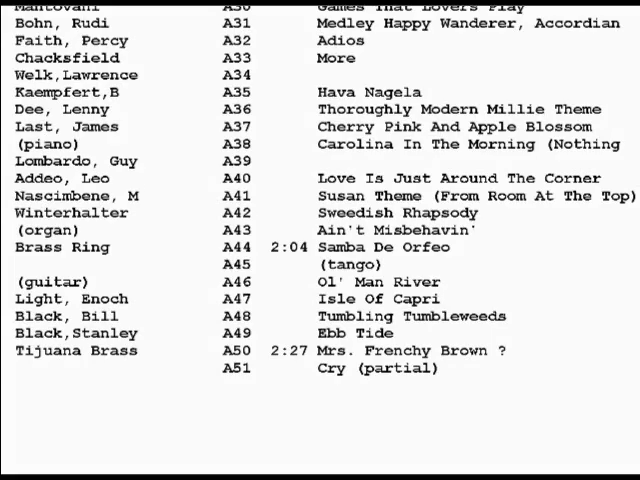 Mantovani A30 Games That Lovers Play
Bohn, Rudi A31 Medley Happy Wanderer, Accordian
Faith, Percy A32 Adios
Chacksfield A33 More
Welk,Lawrence A34
Kaempfert,B A35 Hava Nagela
Dee, Lenny A36 Thoroughly Modern Millie Theme
Last, James A37 Cherry Pink And Apple Blossom
(piano) A38 Carolina In The Morning (Nothing
Lombardo, Guy A39
Addeo, Leo A40 Love Is Just Around The Corner
Nascimbene, M A41 Susan Theme (From Room At The Top)
Winterhalter A42 Sweedish Rhapsody
(organ) A43 Ain't Misbehavin'
Brass Ring A44 2:04 Samba De Orfeo
A45 (tango)
(guitar) A46 Ol' Man River
Light, Enoch A47 Isle Of Capri
Black, Bill A48 Tumbling Tumbleweeds
Black,Stanley A49 Ebb Tide
Tijuana Brass A50 2:27 Mrs. Frenchy Brown ?
A51 Cry (partial)